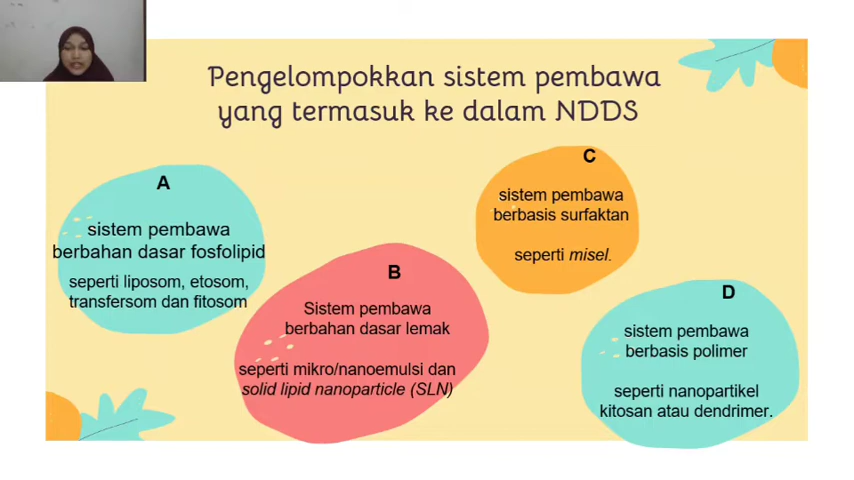 Pengelompokkan sistem pembawa
yang termasuk ke dalam NDDS
A
sistem pembawa
berbahan dasar fosfolipid
seperti liposom, etosom,
transfersom dan fitosom
B
Sistem pembawa
berbahan dasar lemak
seperti mikro/nanoemulsi dan
solid lipid nanoparticle (SLN)
C
sistem pembawa
berbasis surfaktan
seperti misel.
D
sistem pembawa
berbasis polimer
seperti nanopartikel
kitosan atau dendrimer.